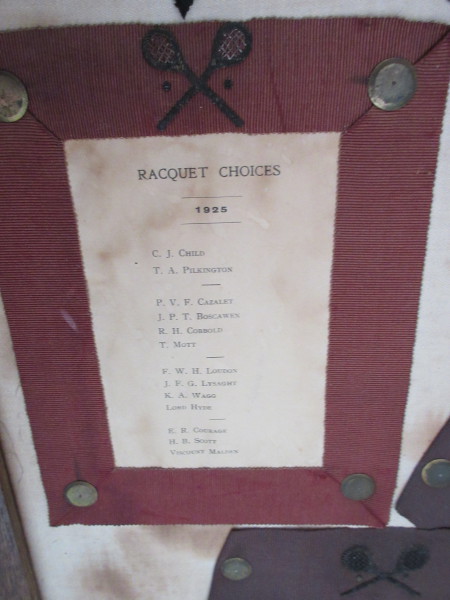 RACQUET CHOICES
1925
C. J. CHILD
T. A. PILKINGTON
P. V. F. CAZALET
J. P. T. BOSCAWEN
R. H. COBBOLD
T. MOTT
F. W. H. LOUDON
J. F. G. LYSAGHT
K. A. WAGG
LORD HYDE
E. R. COURAGE
H. B. SCOTT
VISCOUNT MALDEN